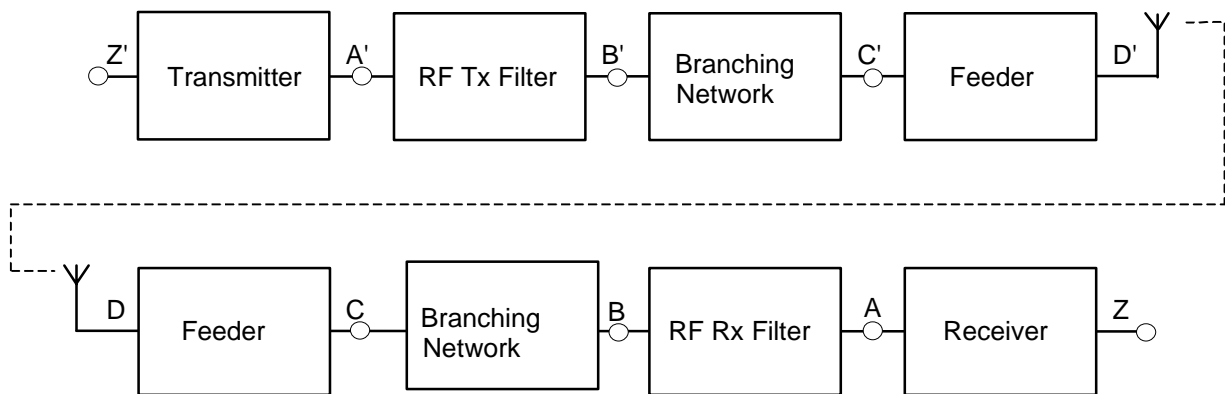 Z' Transmitter A' RF Tx Filter B' Branching Network C' Feeder D'
D Feeder C Branching Network B RF Rx Filter A Receiver Z